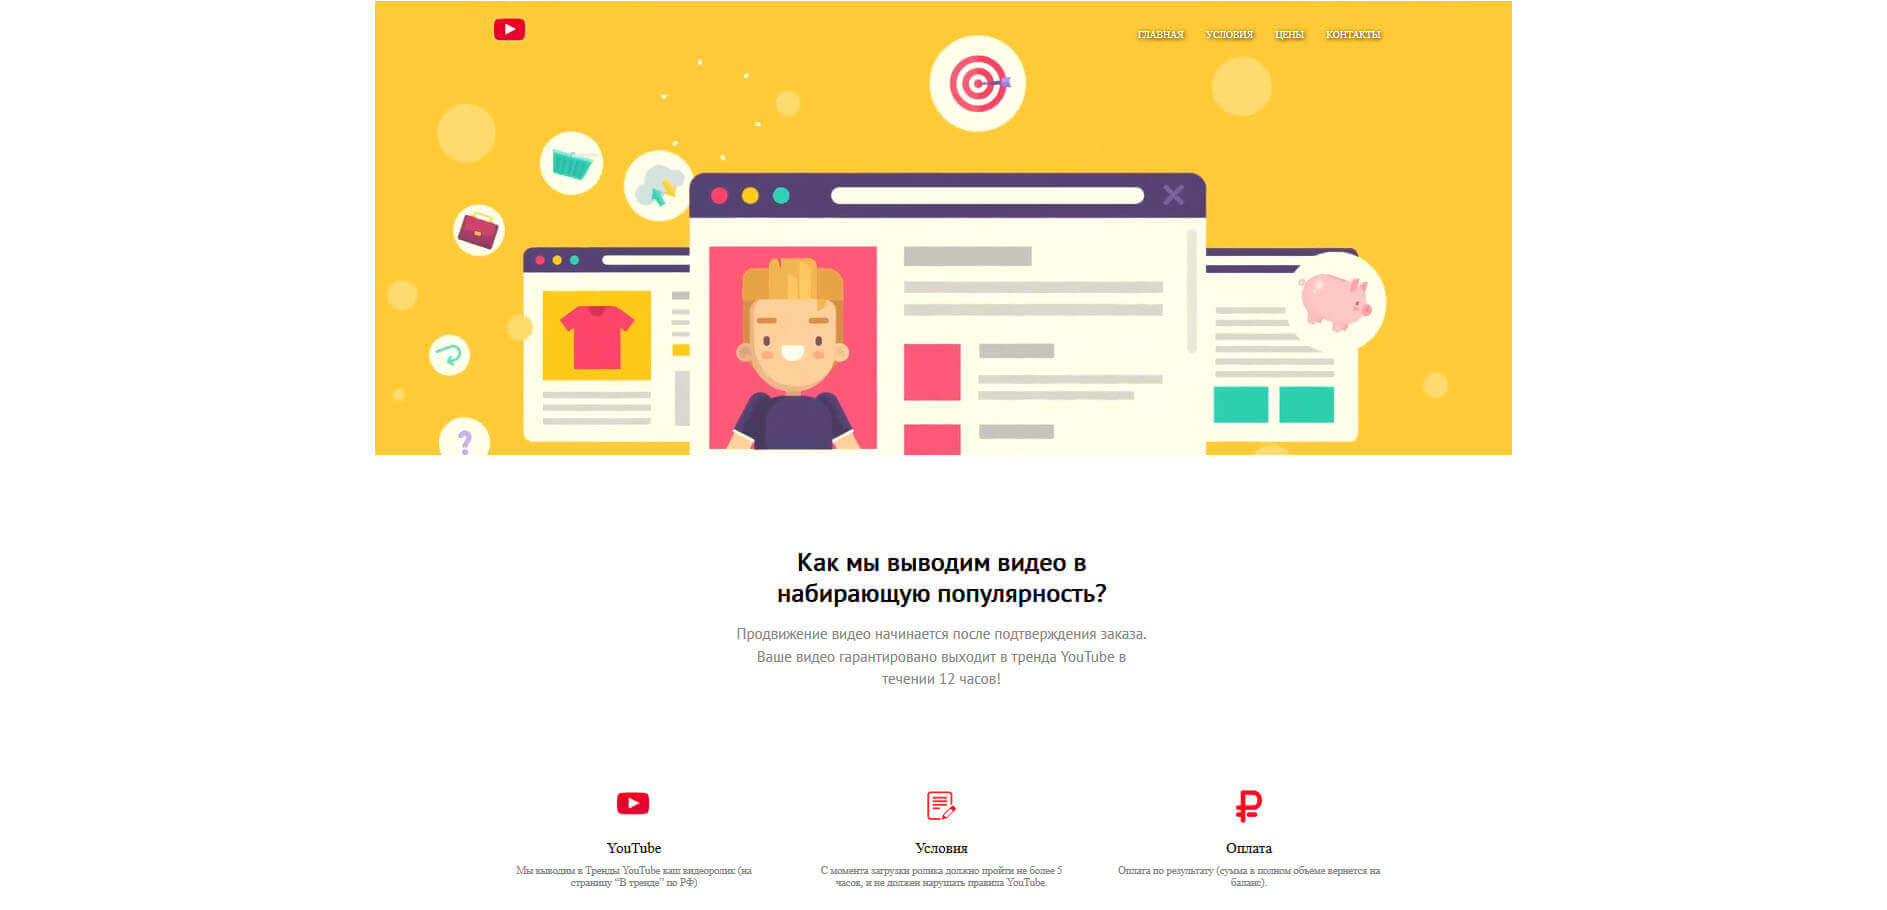 ГЛАВНАЯ УСЛОВИЯ ЦЕНЫ КОНТАКТЫ
?
Как мы выводим видео в
набирающую популярность?
Продвижение видео начинается после подтверждения заказа.
Ваше видео гарантировано выходит в тренда YouTube в
течении 12 часов!
YouTube
Мы выводим в Тренды YouTube ваш видеоролик (на
страницу “В тренде” по РФ)
Условия
С момента загрузки ролика должно пройти не более 5
часов, и не должен нарушать правила YouTube.
Оплата
Оплата по результату (сумма в полном объеме вернется на
баланс).